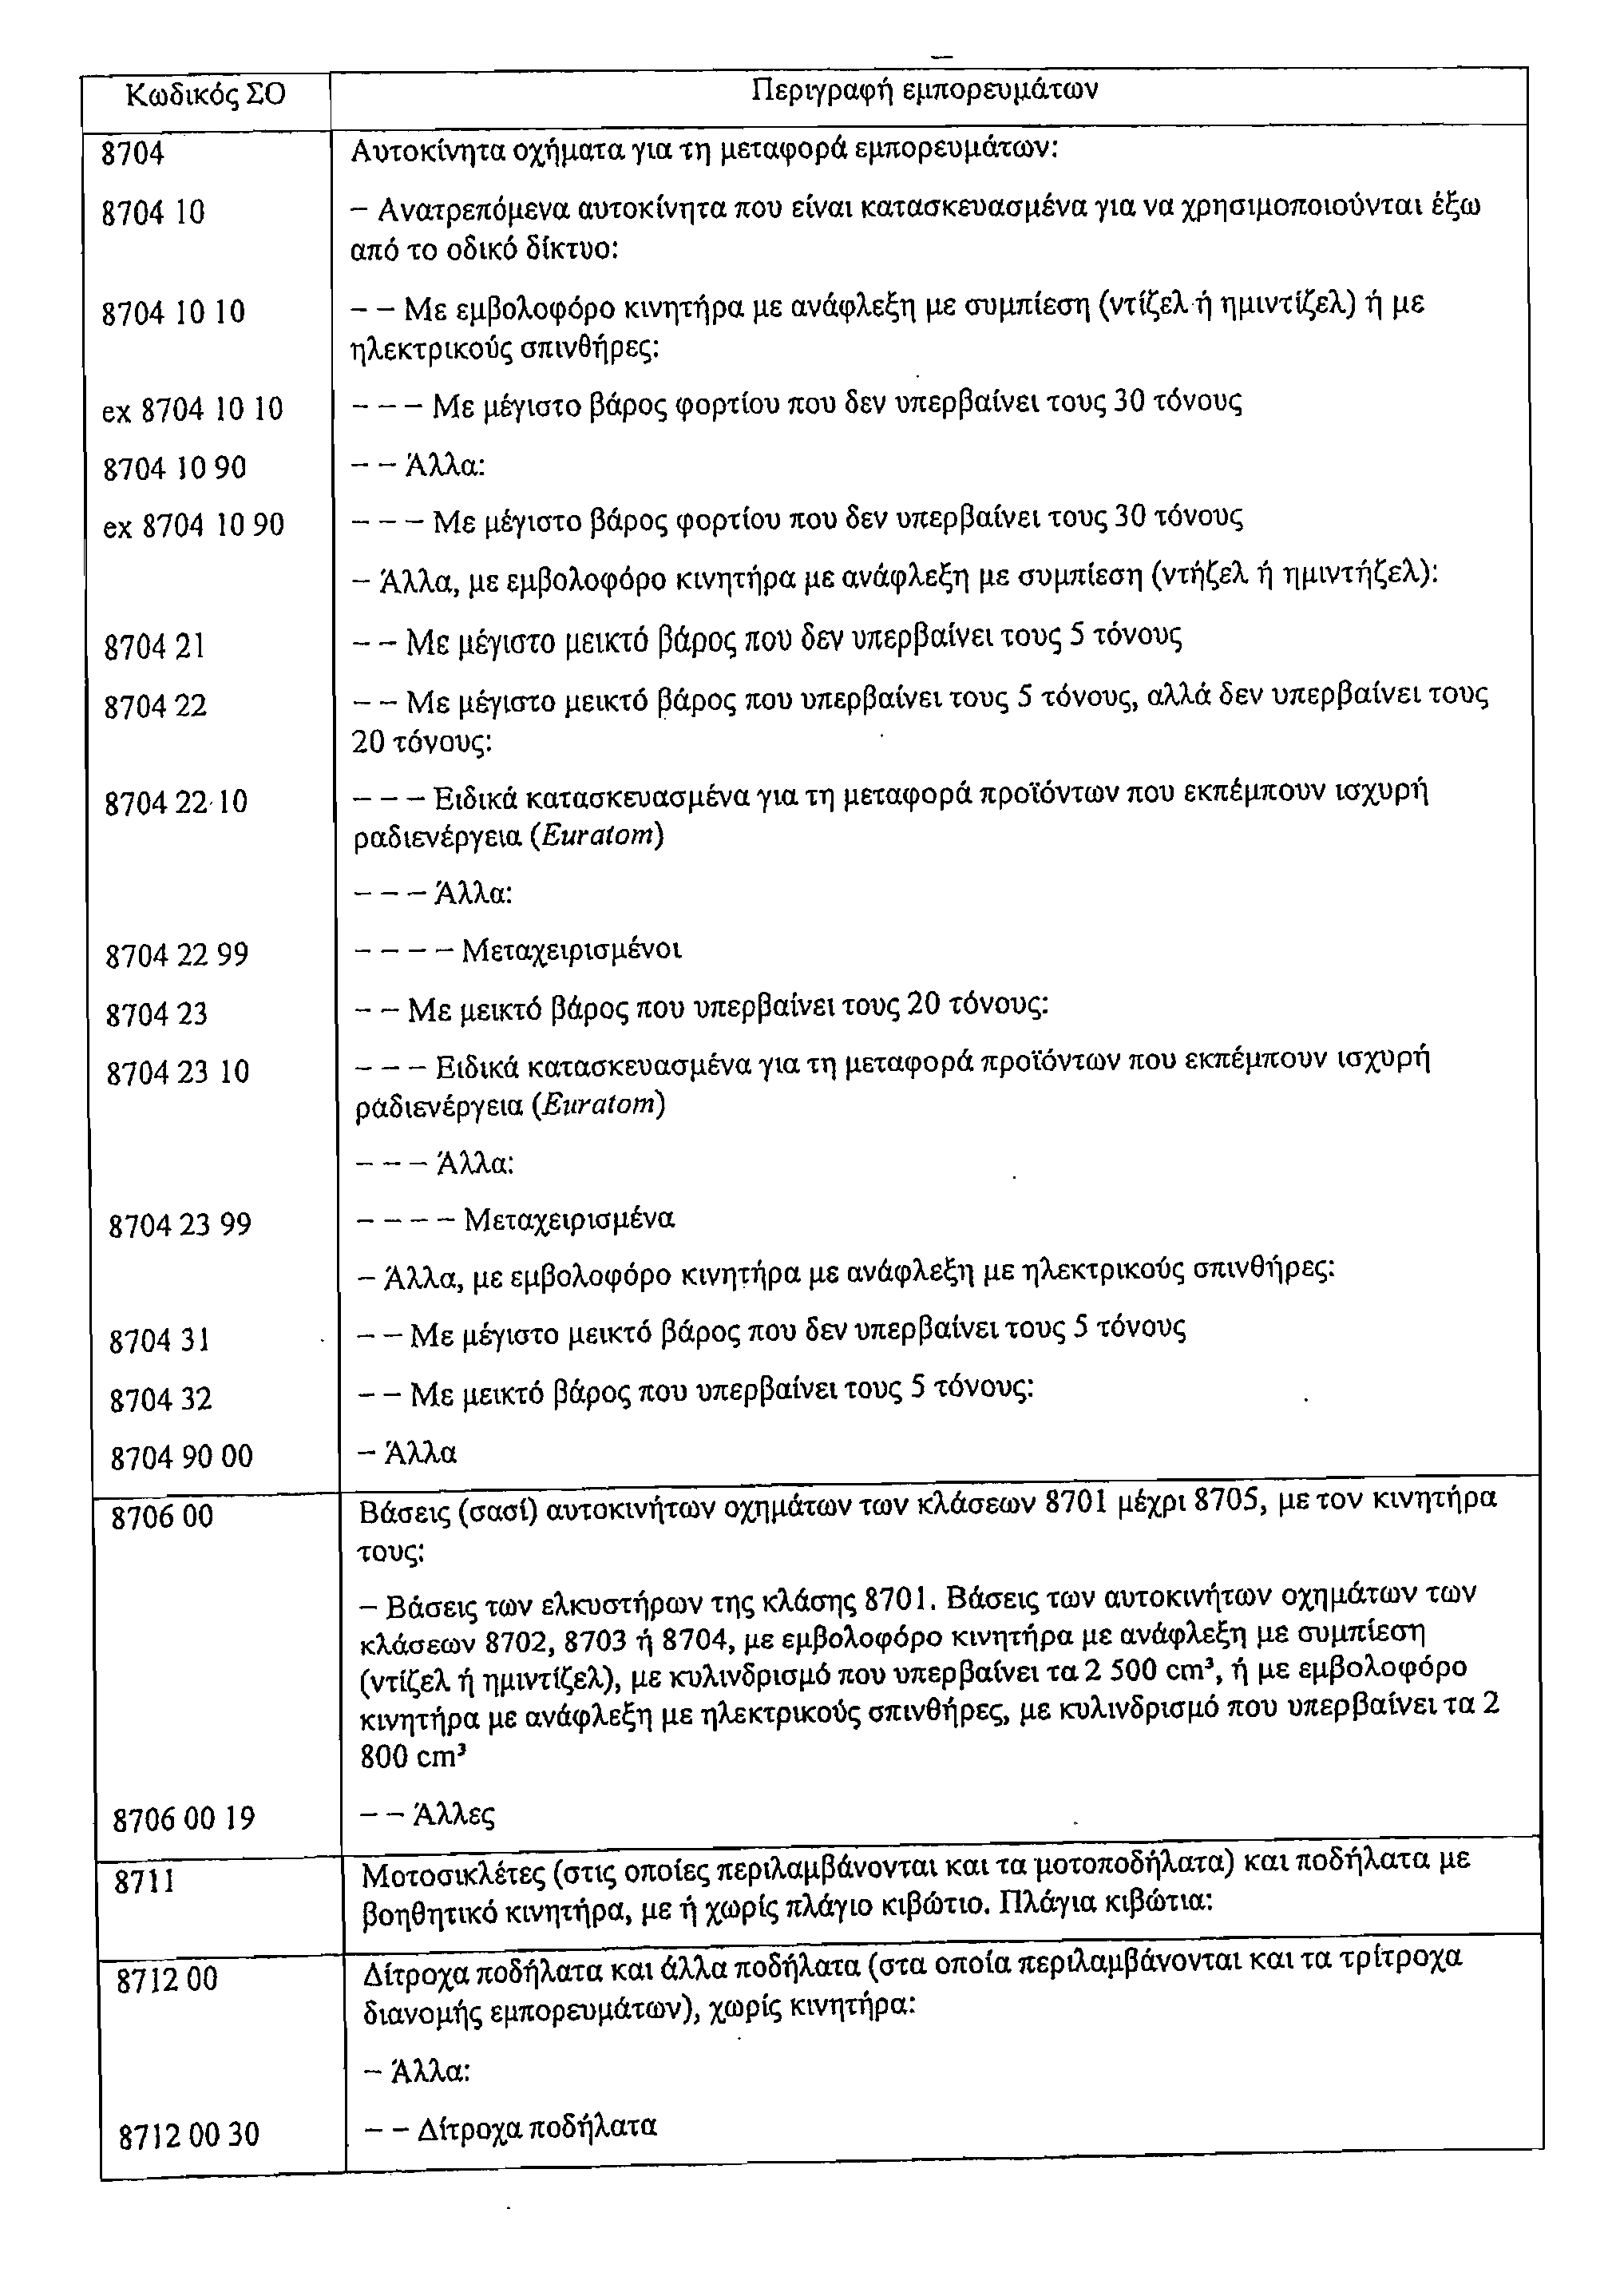 Κωδικός ΣΟ Περιγραφή εμπορευμάτων
8704 Αυτοκίνητα οχήματα για τη μεταφορά εμπορευμάτων:
8704 10 – Ανατρεπόμενα αυτοκίνητα που είναι κατασκευασμένα για να χρησιμοποιούνται έξω
από το οδικό δίκτυο:
8704 10 10 – – Με εμβολοφόρο κινητήρα με ανάφλεξη με συμπίεση (ντίζελ ή ημιντίζελ) ή με
ηλεκτρικούς σπινθήρες:
ex 8704 10 10 – – – Με μέγιστο βάρος φορτίου που δεν υπερβαίνει τους 30 τόνους
8704 10 90 – – Άλλα:
ex 8704 10 90 – – – Με μέγιστο βάρος φορτίου που δεν υπερβαίνει τους 30 τόνους
– Άλλα, με εμβολοφόρο κινητήρα με ανάφλεξη με συμπίεση (ντήζελ ή ημιντήζελ):
8704 21 – – Με μέγιστο μεικτό βάρος που δεν υπερβαίνει τους 5 τόνους
8704 22 – – Με μέγιστο μεικτό βάρος που υπερβαίνει τους 5 τόνους, αλλά δεν υπερβαίνει τους
20 τόνους:
8704 22 10 – – – Ειδικά κατασκευασμένα για τη μεταφορά προϊόντων που εκπέμπουν ισχυρή
ραδιενέργεια (Euratom)
– – – Άλλα:
8704 22 99 – – – – Μεταχειρισμένοι
8704 23 – – Με μεικτό βάρος που υπερβαίνει τους 20 τόνους:
8704 23 10 – – – Ειδικά κατασκευασμένα για τη μεταφορά προϊόντων που εκπέμπουν ισχυρή
ραδιενέργεια (Euratom)
– – – Άλλα:
8704 23 99 – – – – Μεταχειρισμένα
– Άλλα, με εμβολοφόρο κινητήρα με ανάφλεξη με ηλεκτρικούς σπινθήρες:
8704 31 – – Με μέγιστο μεικτό βάρος που δεν υπερβαίνει τους 5 τόνους
8704 32 – – Με μεικτό βάρος που υπερβαίνει τους 5 τόνους:
8704 90 00 – Άλλα
8706 00 Βάσεις (σασί) αυτοκινήτων οχημάτων των κλάσεων 8701 μέχρι 8705, με τον κινητήρα
τους:
– Βάσεις των ελκυστήρων της κλάσης 8701. Βάσεις των αυτοκινήτων οχημάτων των
κλάσεων 8702, 8703 ή 8704, με εμβολοφόρο κινητήρα με ανάφλεξη με συμπίεση
(ντίζελ ή ημιντίζελ), με κυλινδρισμό που υπερβαίνει τα 2 500 cm³, ή με εμβολοφόρο
κινητήρα με ανάφλεξη με ηλεκτρικούς σπινθήρες, με κυλινδρισμό που υπερβαίνει τα 2
800 cm³
8706 00 19 – – Άλλες
8711 Μοτοσικλέτες (στις οποίες περιλαμβάνονται και τα μοτοποδήλατα) και ποδήλατα με
βοηθητικό κινητήρα, με ή χωρίς πλάγιο κιβώτιο. Πλάγια κιβώτια:
8712 00 Δίτροχα ποδήλατα και άλλα ποδήλατα (στα οποία περιλαμβάνονται και τα τρίτροχα
διανομής εμπορευμάτων), χωρίς κινητήρα:
– Άλλα:
8712 00 30 – – Δίτροχα ποδήλατα